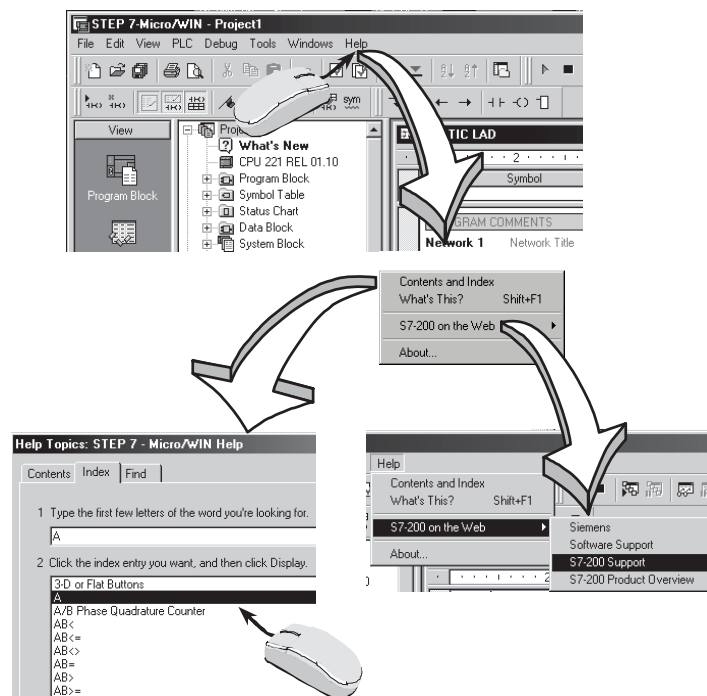 STEP 7-Micro/WIN - Project1
File Edit View PLC Debug Tools Windows Help
sym
View
What's New
CPU 221 REL 01.10
Program Block
Program Block
Symbol Table
Status Chart
Data Block
System Block
LAD
2
Symbol
COMMENTS
Network 1 Network Title
Contents and Index
What's This? Shift+F1
S7-200 on the Web
About...
Help Topics: STEP 7 - Micro/WIN Help
Contents Index Find
1 Type the first few letters of the word you're looking for.
A
2 Click the index entry you want, and then click Display.
3-D or Flat Buttons
A
A/B Phase Quadrature Counter
AB<
AB<=
AB<>
AB=
AB>
AB>=
Help
Contents and Index
What's This? Shift+F1
S7-200 on the Web
About...
Siemens
Software Support
S7-200 Support
S7-200 Product Overview